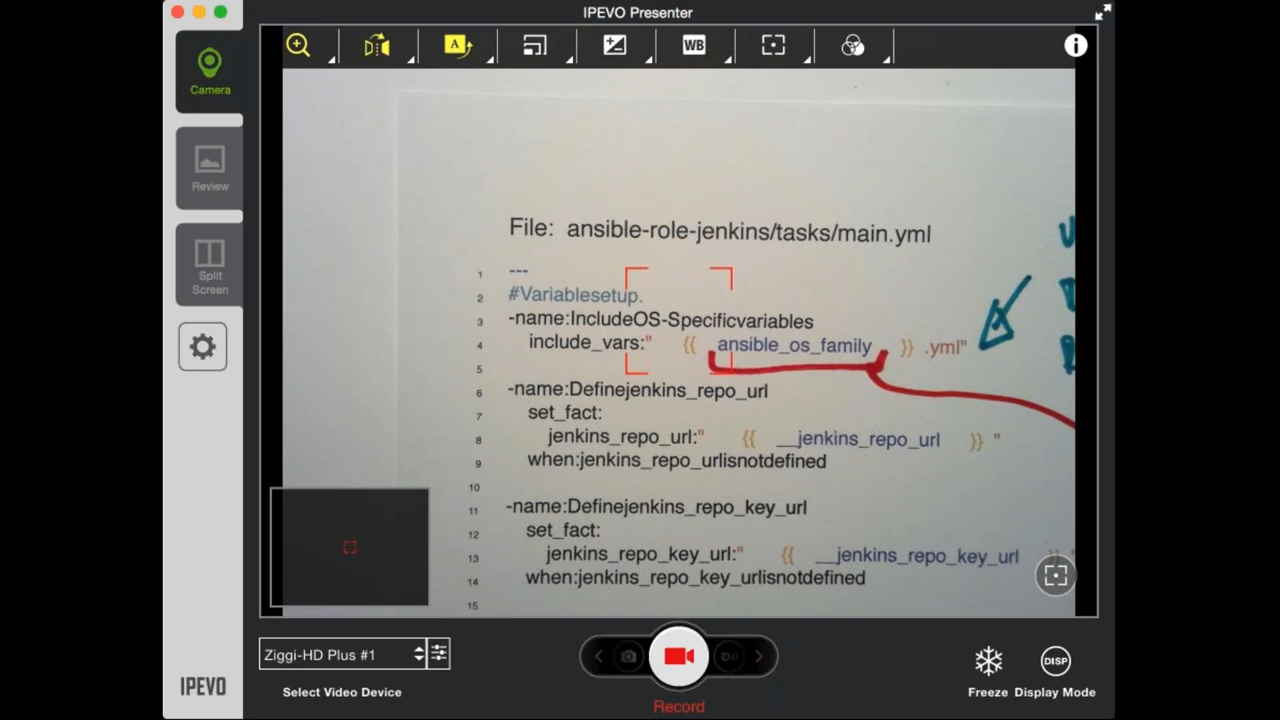 IPEVO Presenter
A
WB
Camera
Review
Split
Screen
File: ansible-role-jenkins/tasks/main.yml
1 ---
2 #Variablesetup.
3 -name:IncludeOS-Specificvariables
4 include_vars:" {{ ansible_os_family }} .yml"
5
6 -name:Definejenkins_repo_url
7 set_fact:
8 jenkins_repo_url:" {{ __jenkins_repo_url }} "
9 when:jenkins_repo_urlisnotdefined
10
11 -name:Definejenkins_repo_key_url
12 set_fact:
13 jenkins_repo_key_url:" {{ __jenkins_repo_key_url }} "
14 when:jenkins_repo_key_urlisnotdefined
15
Ziggi-HD Plus #1
Select Video Device
Record
DISP
Freeze Display Mode
IPEVO